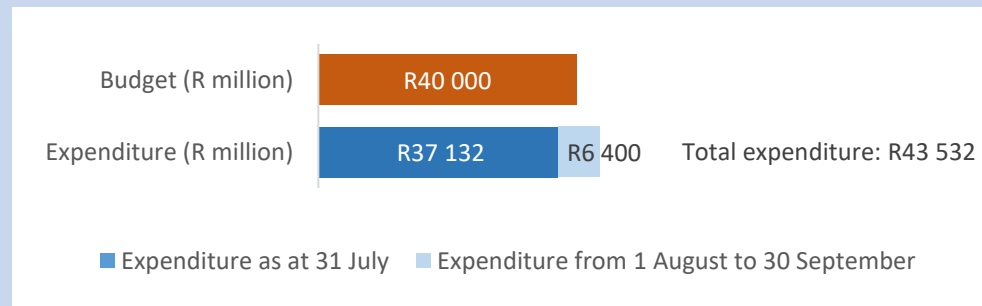 Budget (R million) R40 000
Expenditure (R million) R37 132 R6 400 Total expenditure: R43 532
Expenditure as at 31 July Expenditure from 1 August to 30 September